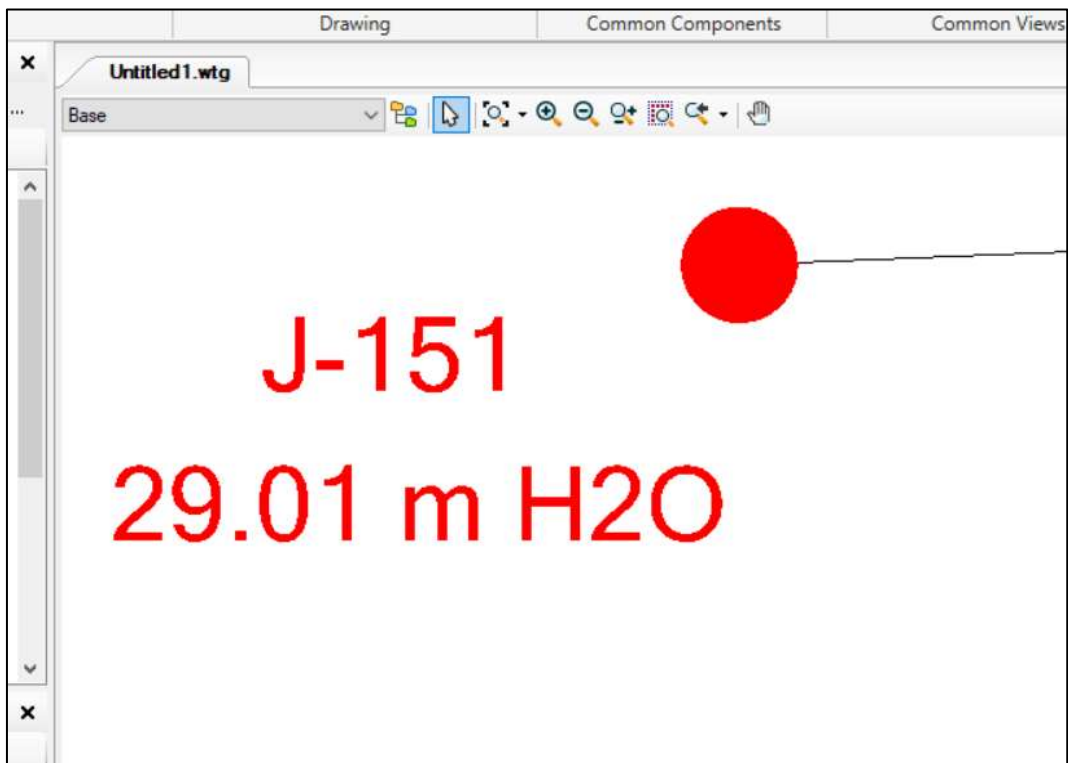 Drawing Common Components Common Views
Untitled1.wtg
...
Base
J-151
29.01 m H2O